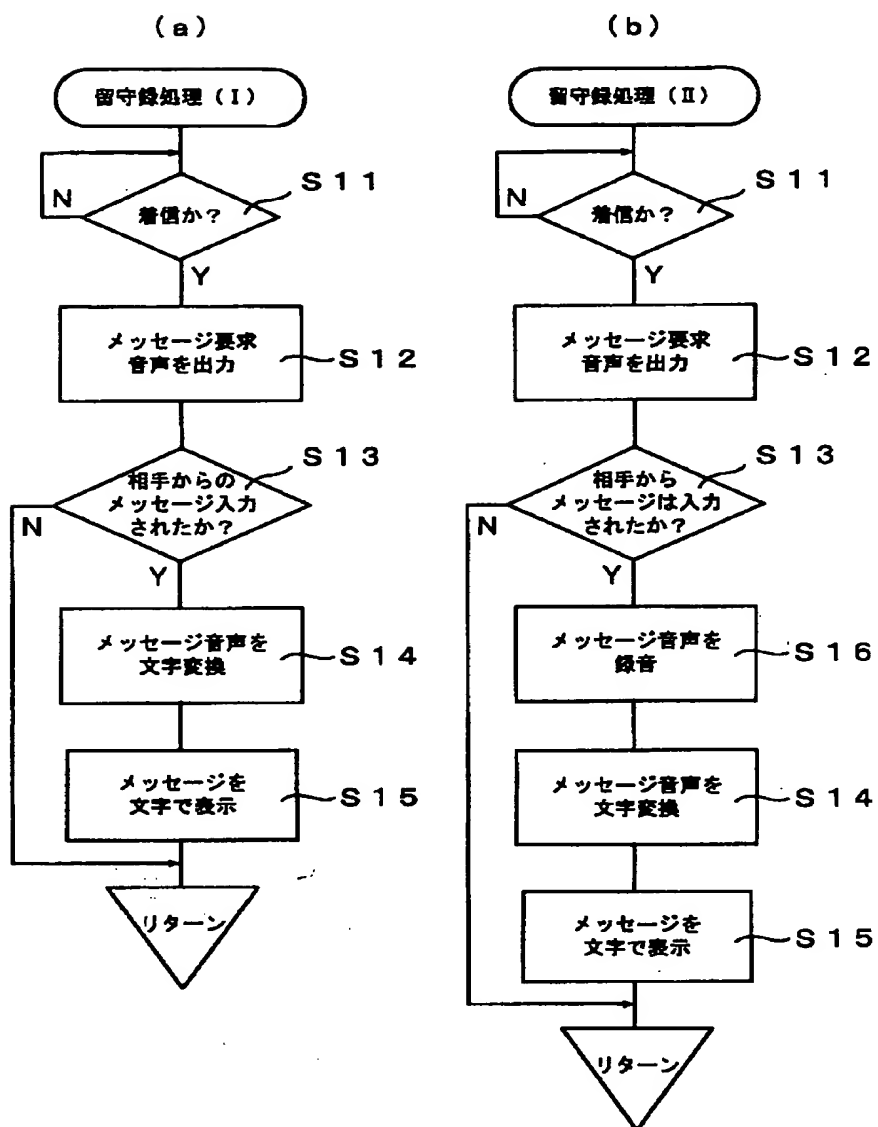 (a)
留守録処理(Ⅰ)
S11
着信か?
N
Y
メッセージ要求
音声を出力
S12
S13
相手からの
メッセージ入力
されたか?
N
Y
メッセージ音声を
文字変換
S14
メッセージを
文字で表示
S15
リターン
(b)
留守録処理(Ⅱ)
S11
着信か?
N
Y
メッセージ要求
音声を出力
S12
S13
相手から
メッセージは入力
されたか?
N
Y
メッセージ音声を
録音
S16
メッセージ音声を
文字変換
S14
メッセージを
文字で表示
S15
リターン